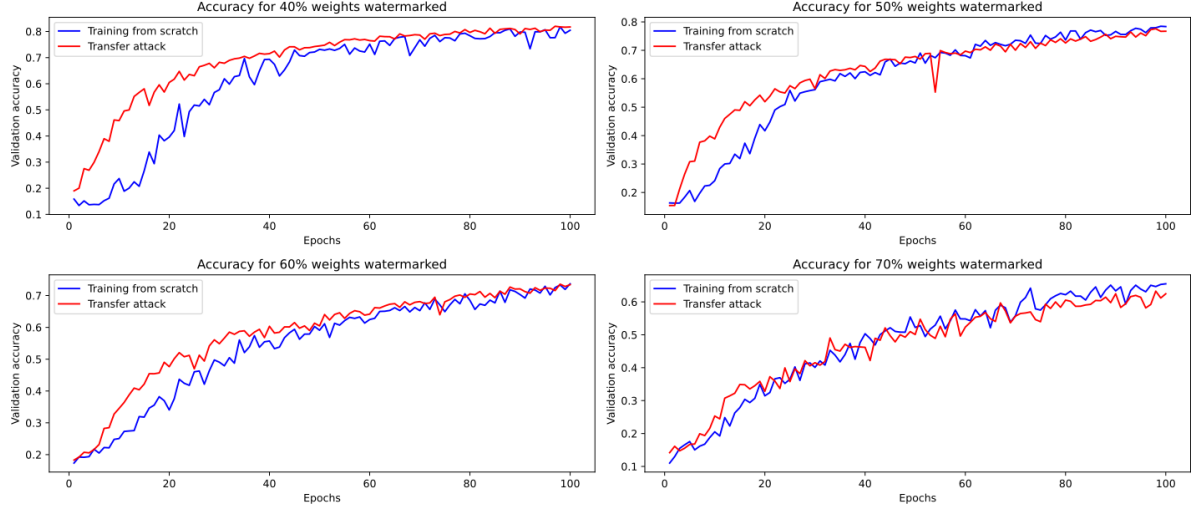 Accuracy for 40% weights watermarked
Training from scratch
Transfer attack
Validation accuracy
0.8
0.7
0.6
0.5
0.4
0.3
0.2
0.1
0 20 40 60 80 100
Epochs
Accuracy for 50% weights watermarked
Training from scratch
Transfer attack
Validation accuracy
0.8
0.7
0.6
0.5
0.4
0.3
0.2
0 20 40 60 80 100
Epochs
Accuracy for 60% weights watermarked
Training from scratch
Transfer attack
Validation accuracy
0.7
0.6
0.5
0.4
0.3
0.2
0 20 40 60 80 100
Epochs
Accuracy for 70% weights watermarked
Training from scratch
Transfer attack
Validation accuracy
0.6
0.5
0.4
0.3
0.2
0.1
0 20 40 60 80 100
Epochs